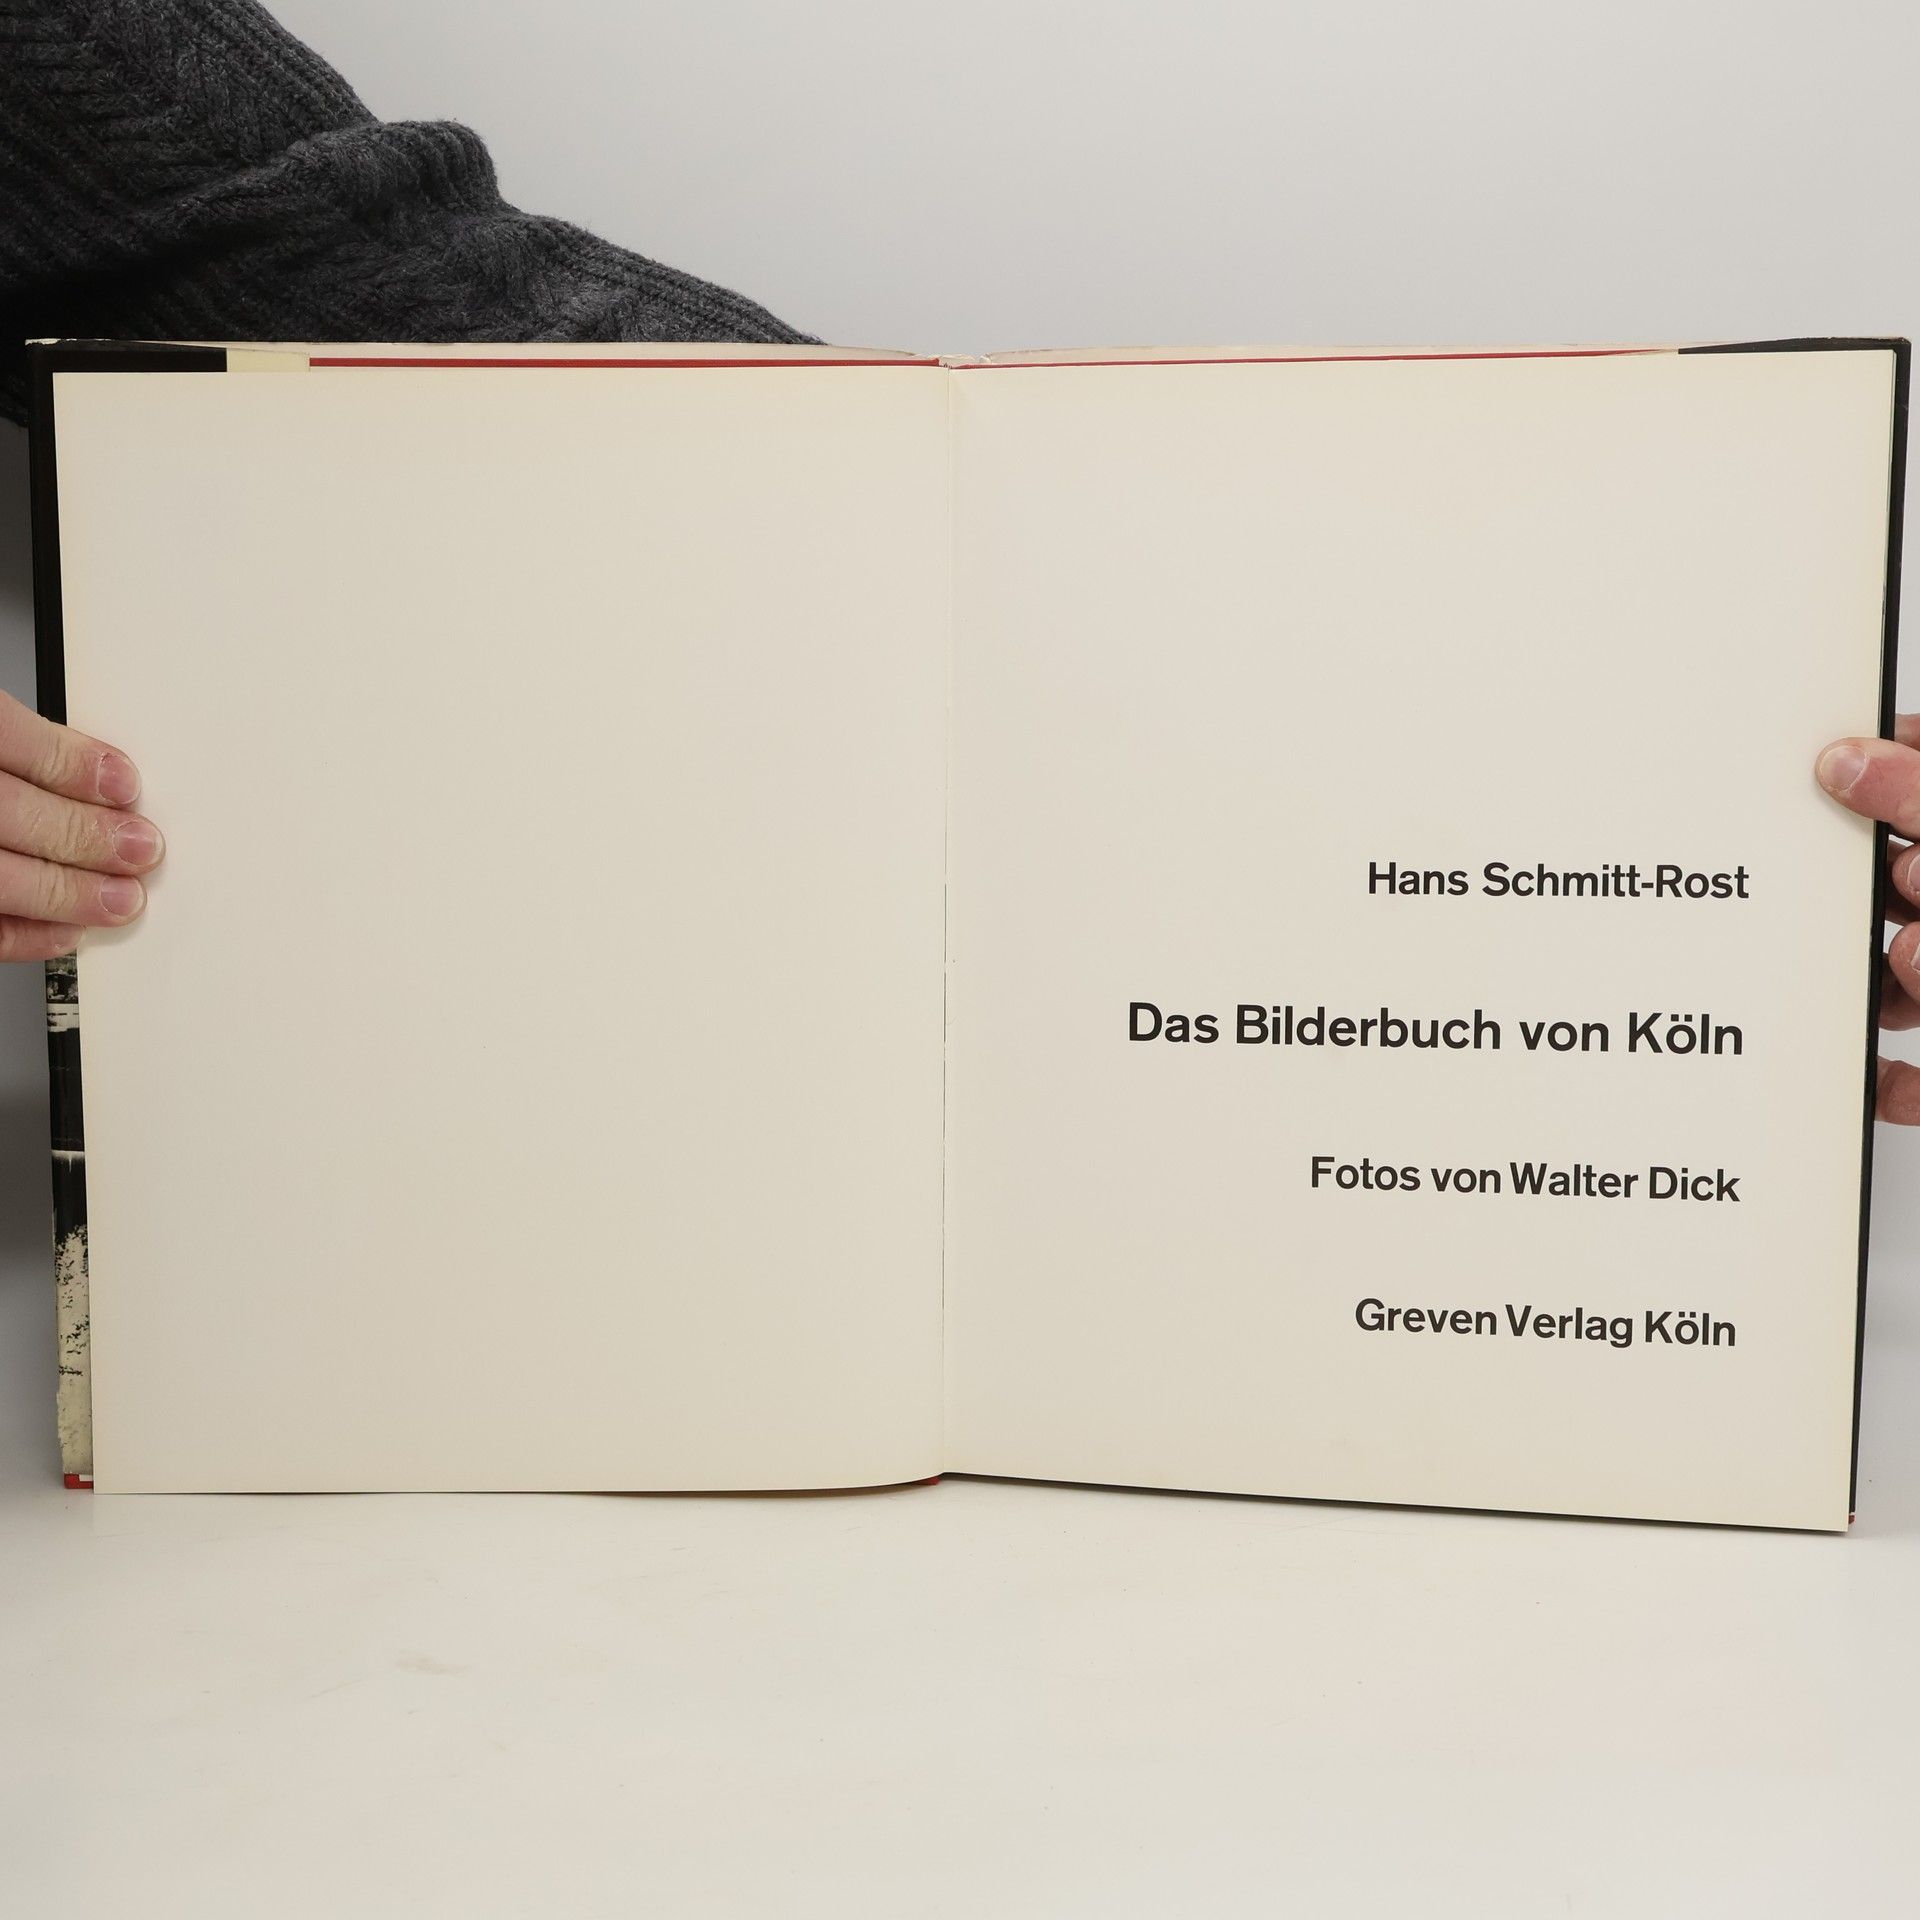 Hans Schmitt-Rost
Das Bilderbuch von Köln
Fotos von Walter Dick
Greven Verlag Köln